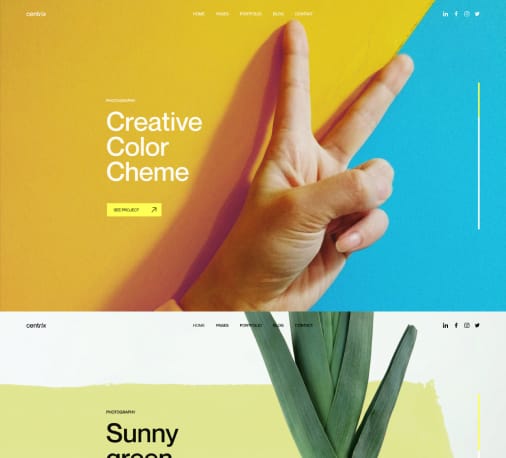 centrix
HOME PAGES PORTFOLIO BLOG CONTACT
PHOTOGRAPHY
Creative
Color
Cheme
SEE PROJECT
centrix
HOME PAGES PORTFOLIO BLOG CONTACT
PHOTOGRAPHY
Sunny
green